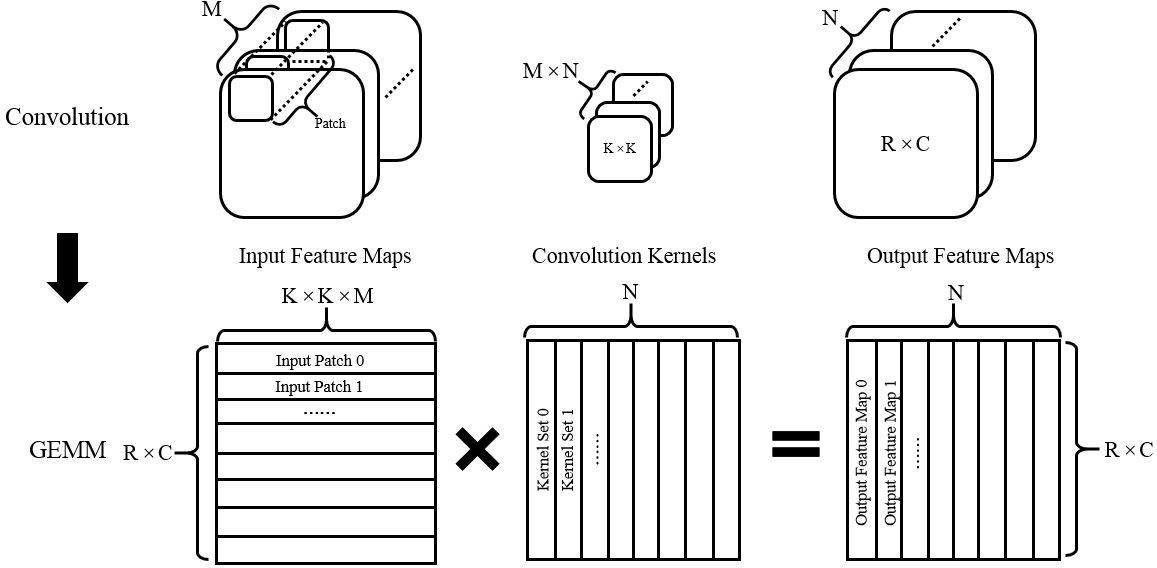 M
Patch
M × N
K × K
N
R × C
Convolution
Input Feature Maps
Convolution Kernels
Output Feature Maps
K × K × M
N
N
Input Patch 0
Input Patch 1
......
Kernel Set 0
Kernel Set 1
......
Output Feature Map 0
Output Feature Map 1
......
GEMM
R × C
×
=
R × C